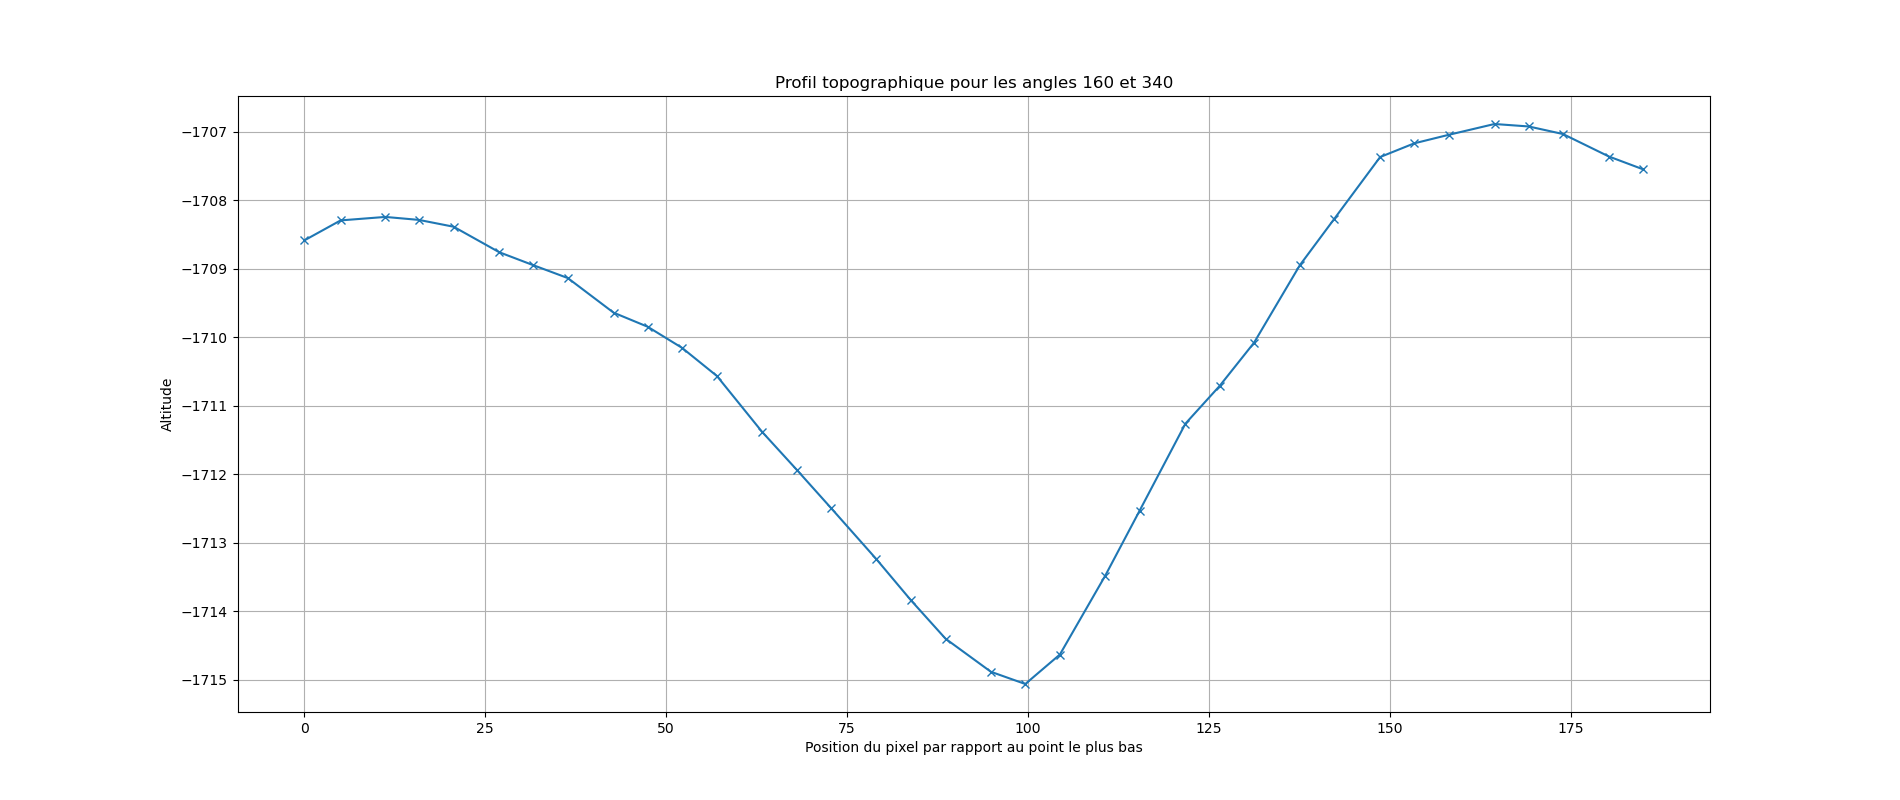 Profil topographique pour les angles 160 et 340
−1707
−1708
−1709
−1710
−1711
−1712
−1713
−1714
−1715
Altitude
0 25 50 75 100 125 150 175
Position du pixel par rapport au point le plus bas